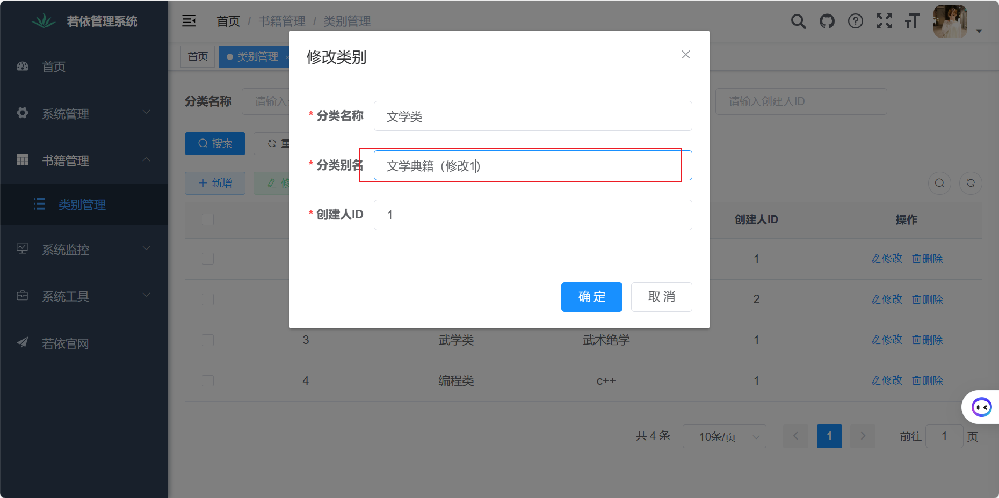 若依管理系统
首页 / 书籍管理 / 类别管理
首页
系统管理
书籍管理
类别管理
系统监控
系统工具
若依官网
首页
类别管理 ×
分类名称
请输入
请输入创建人ID
搜索
重
新增
修
创建人ID
操作
1
修改 删除
2
修改 删除
3 武学类 武术绝学 1 修改 删除
4 编程类 c++ 1 修改 删除
共 4 条
10条/页
1
前往 1 页
修改类别
* 分类名称 文学类
* 分类别名 文学典籍（修改1）
* 创建人ID 1
确 定
取 消